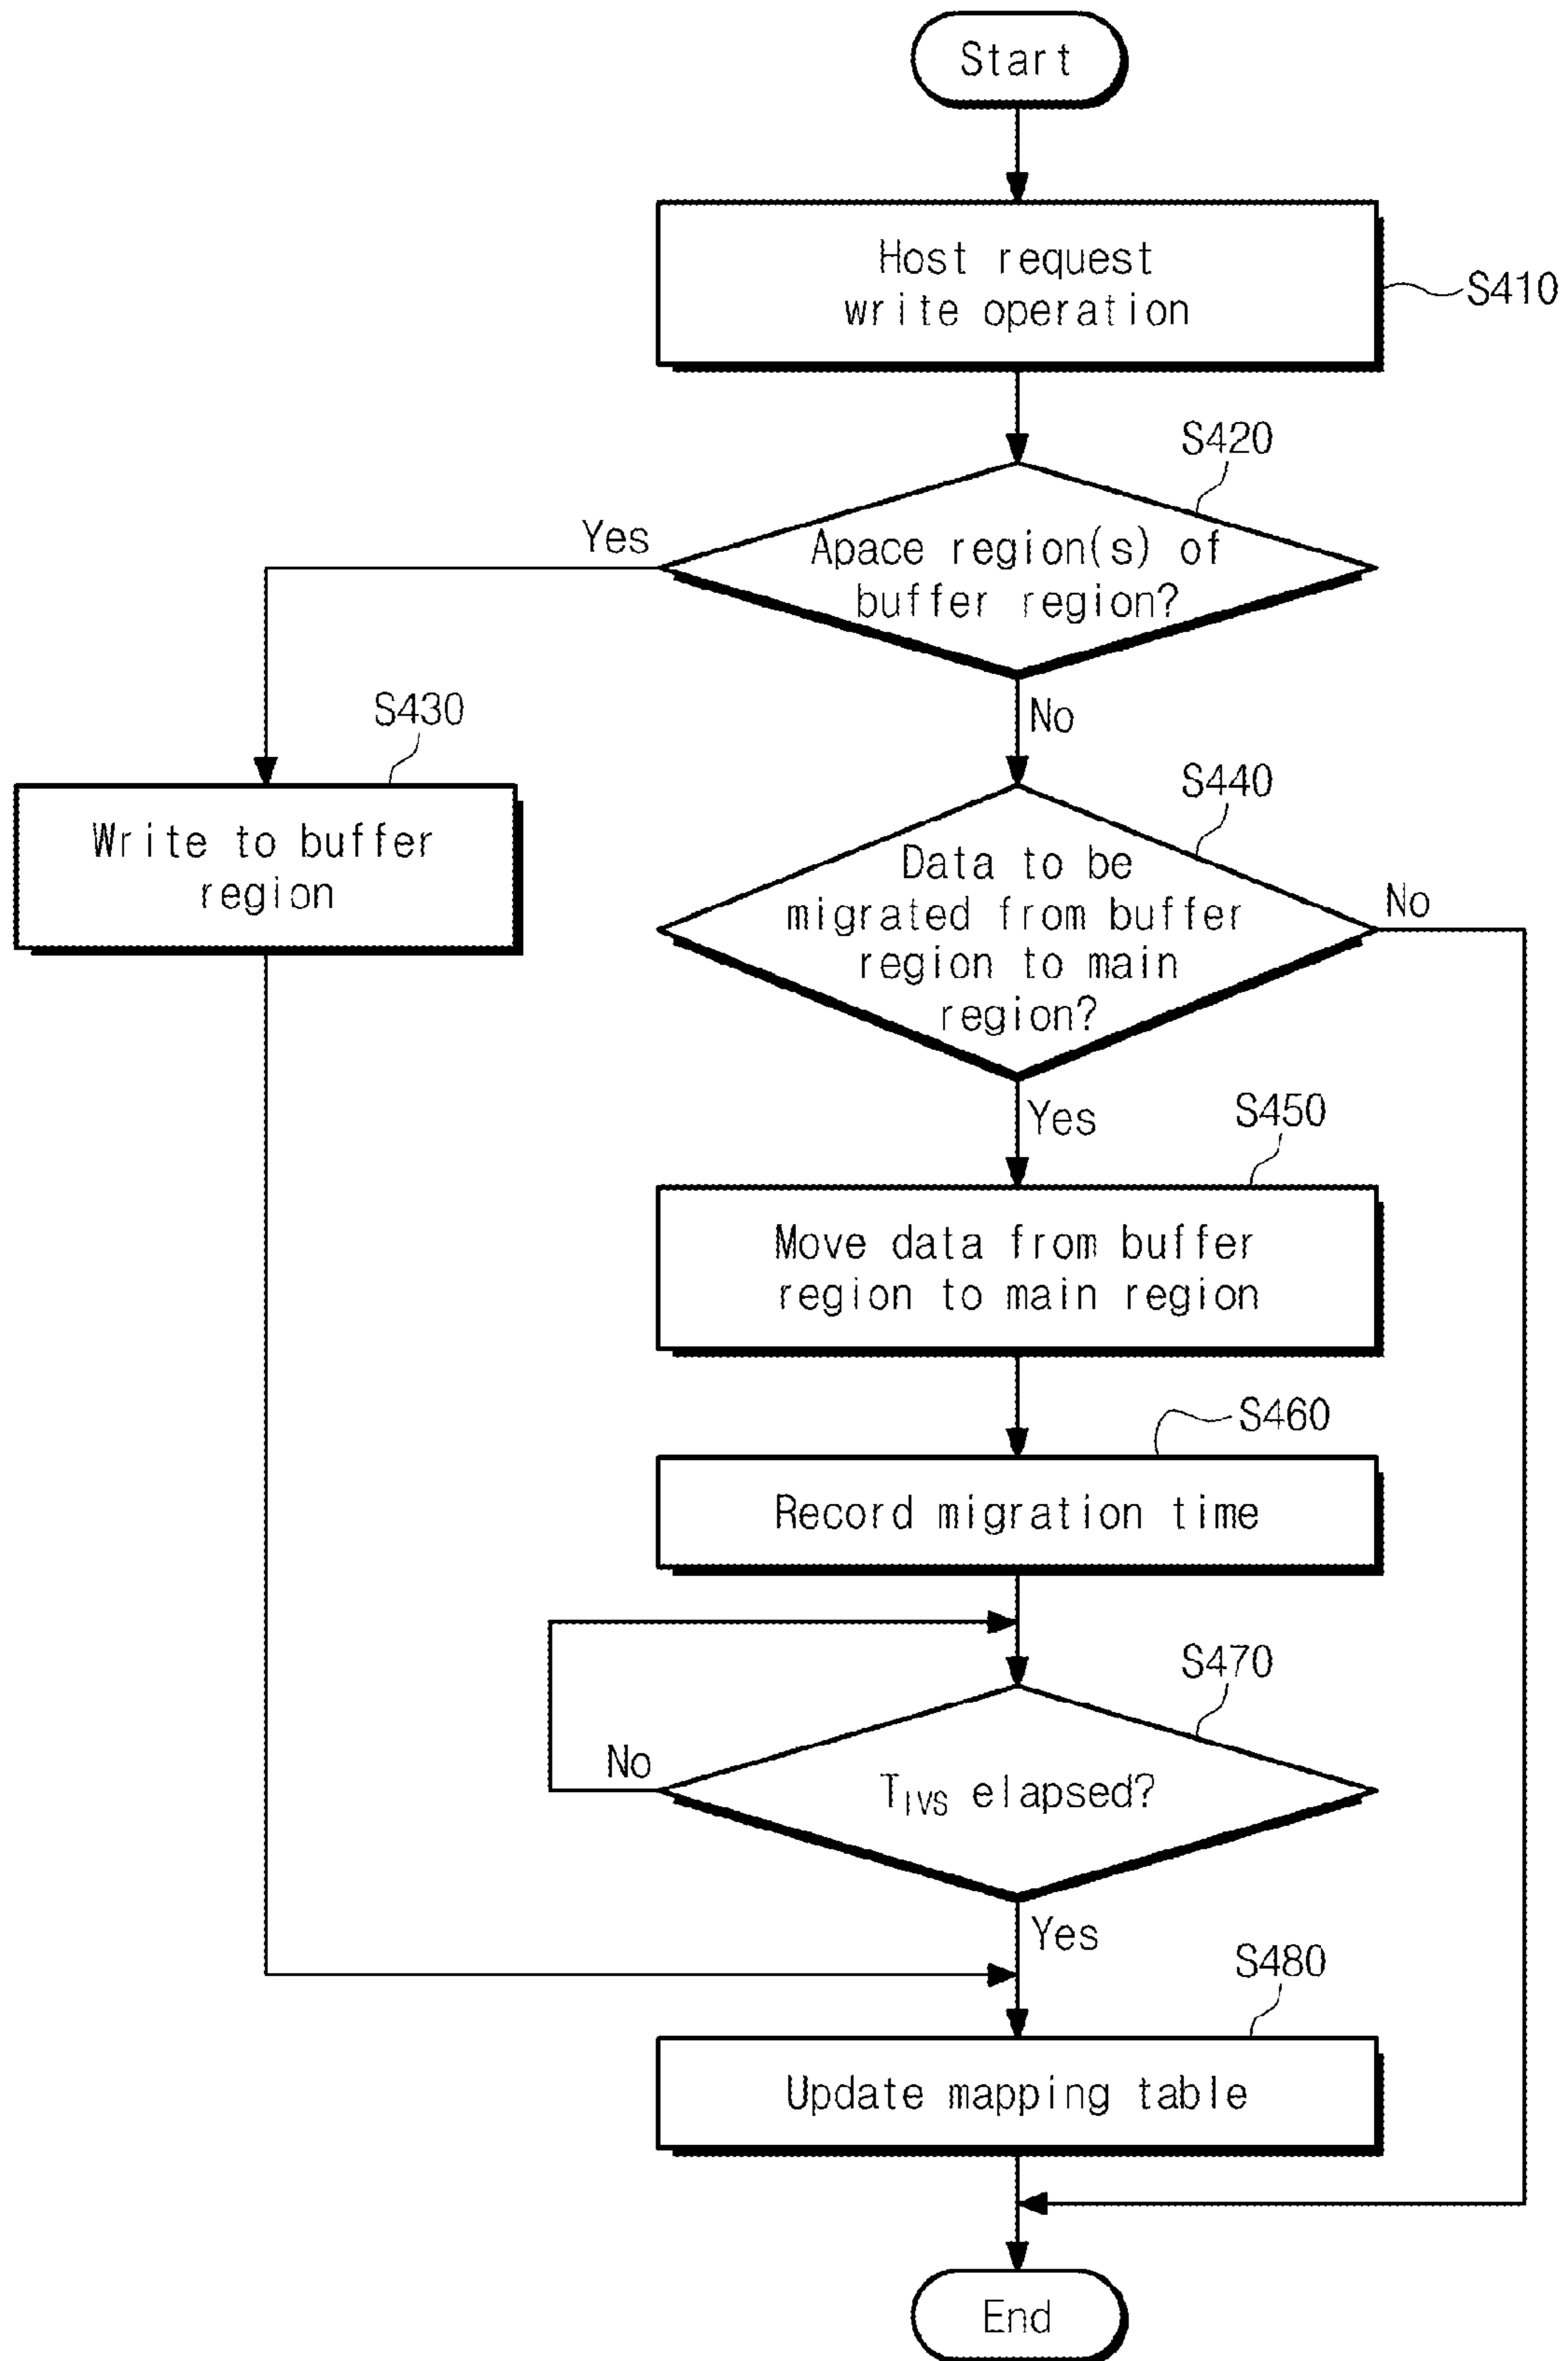 Start
Host request
write operation
S410
S420
Yes
Apace region(s) of
buffer region?
No
S430
Write to buffer
region
S440
Data to be
migrated from buffer
region to main
region?
No
Yes
S450
Move data from buffer
region to main region
S460
Record migration time
S470
No
TIVS elapsed?
Yes
S480
Update mapping table
End